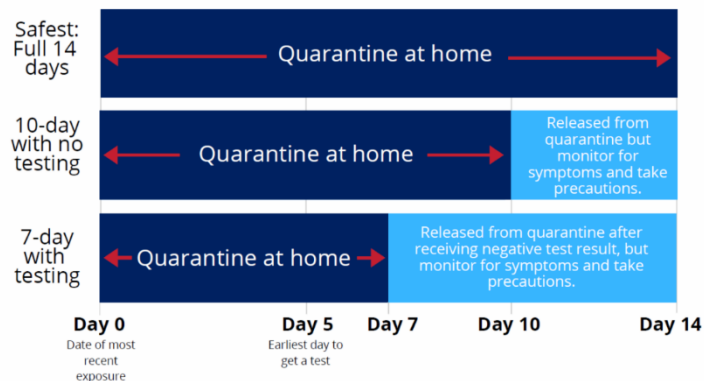 Safest:
Full 14
days
Quarantine at home
10-day
with no
testing
Quarantine at home
Released from
quarantine but
monitor for
symptoms and take
precautions.
7-day
with
testing
Quarantine at home
Released from quarantine after
receiving negative test result, but
monitor for symptoms and take
precautions.
Day 0
Date of most
recent
exposure
Day 5
Earliest day to
get a test
Day 7
Day 10
Day 14